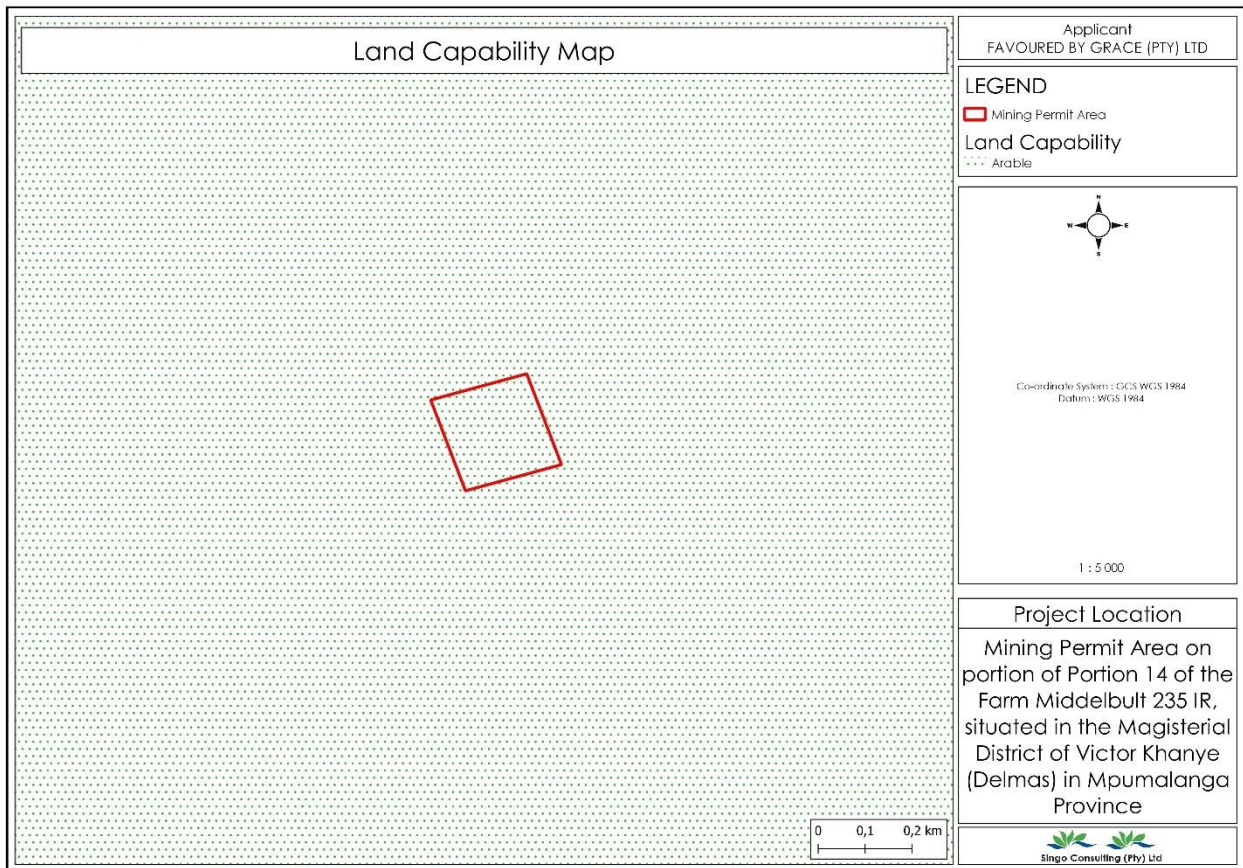 Land Capability Map
Applicant
FAVOURED BY GRACE (PTY) LTD
LEGEND
Mining Permit Area
Land Capability
Arable
N
W E
S
Co-ordinate System : GCS WGS 1984
Datum : WGS 1984
1 : 5 000
Project Location
Mining Permit Area on
portion of Portion 14 of the
Farm Middelbult 235 IR,
situated in the Magisterial
District of Victor Khanye
(Delmas) in Mpumalanga
Province
0 0,1 0,2 km
Singo Consulting (Pty) Ltd